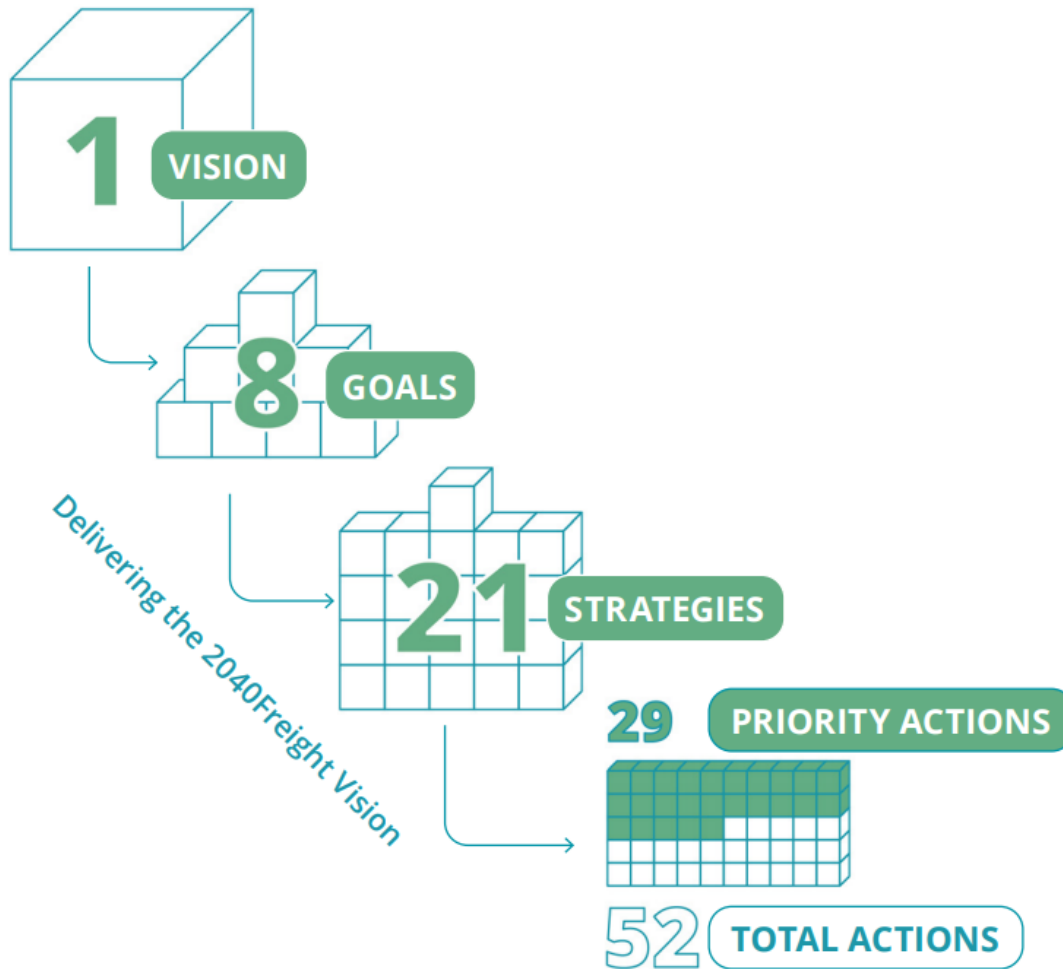 1 VISION
8 GOALS
Delivering the 2040Freight Vision
21 STRATEGIES
29 PRIORITY ACTIONS
52 TOTAL ACTIONS